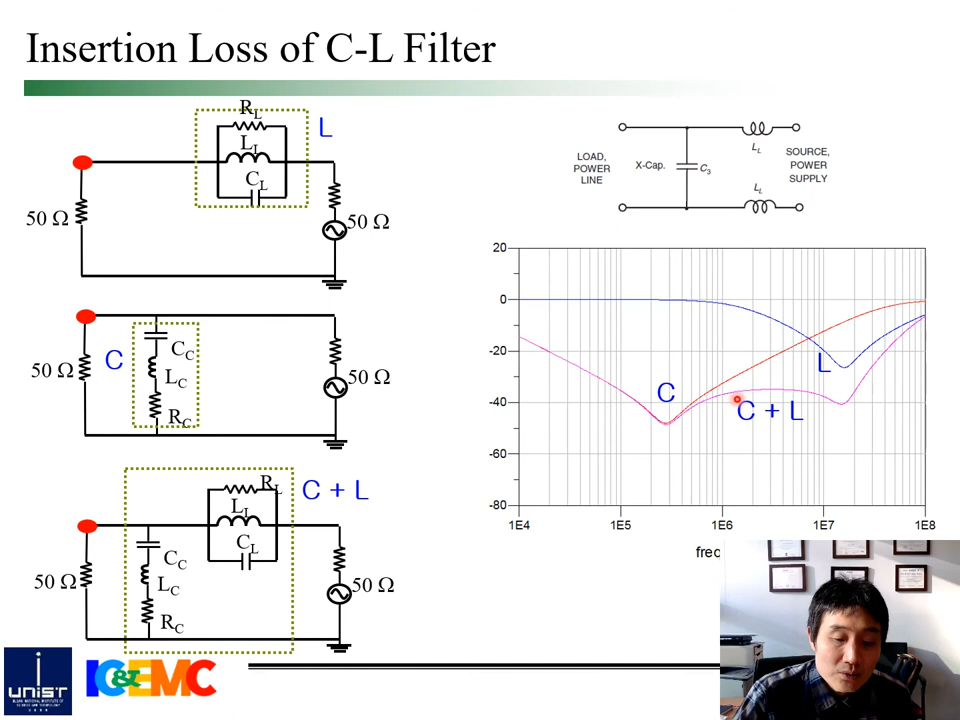 Insertion Loss of C-L Filter
R_L
L
L_L
C_L
50 Ω
50 Ω
C
C_C
L_C
R_C
50 Ω
50 Ω
R_L
C + L
L_L
C_L
C_C
L_C
R_C
50 Ω
50 Ω
LOAD,
POWER
LINE
X-Cap.
C_3
L_L
L_L
SOURCE,
POWER
SUPPLY
20
0
-20
-40
-60
-80
C
C + L
L
1E4
1E5
1E6
1E7
1E8
freq
UNIST
IC&EMC